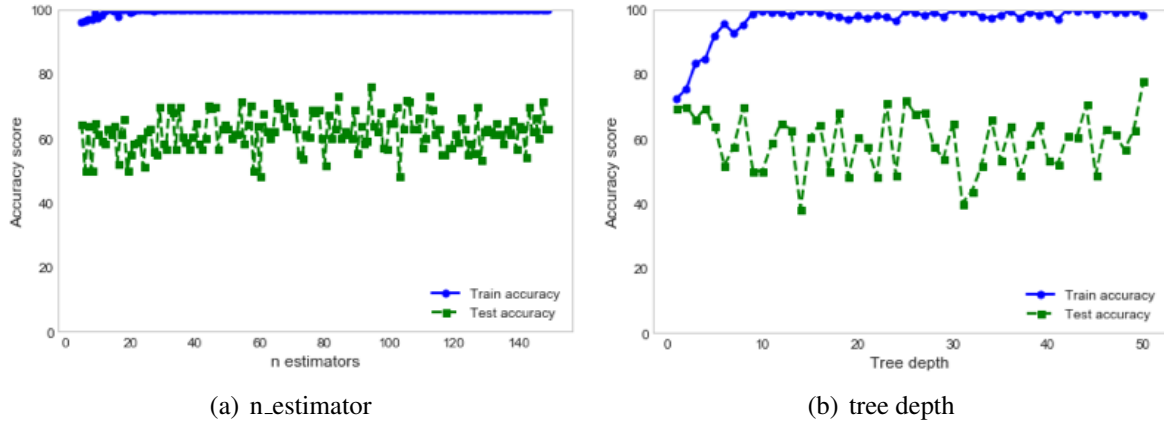 100
80
60
40
20
0
Accuracy score
0 20 40 60 80 100 120 140
n estimators
Train accuracy
Test accuracy
(a) n_estimator
100
80
60
40
20
0
Accuracy score
0 10 20 30 40 50
Tree depth
Train accuracy
Test accuracy
(b) tree depth